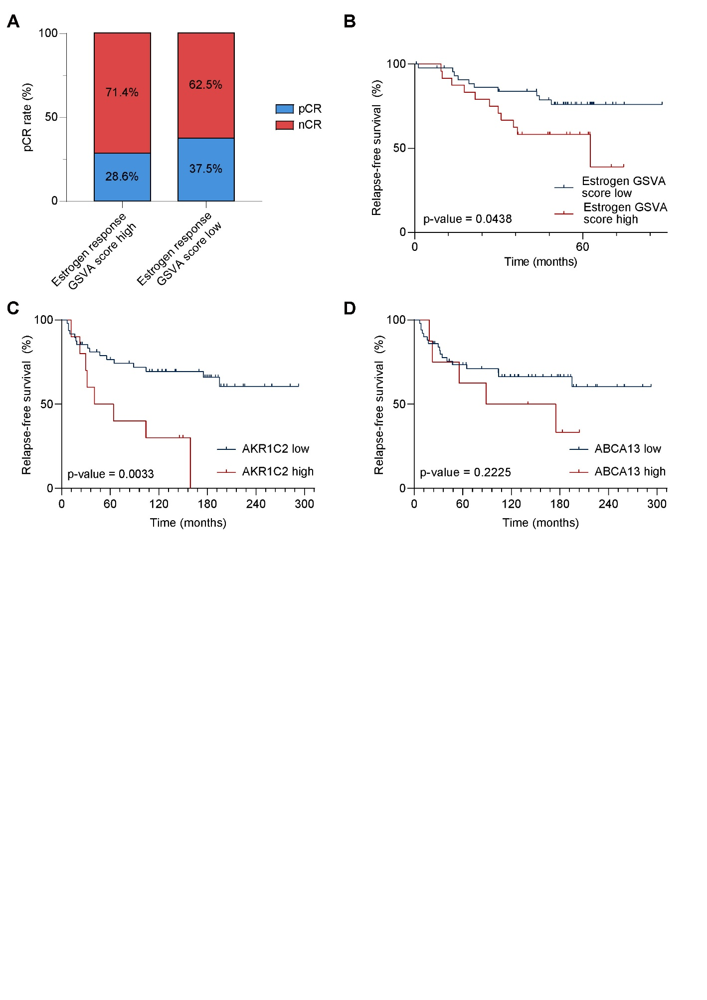 A
100
50
0
pCR rate (%)
71.4%
28.6%
62.5%
37.5%
Estrogen response
GSVA score high
Estrogen response
GSVA score low
pCR
nCR
B
100
50
0
Relapse-free survival (%)
p-value = 0.0438
Estrogen GSVA
score low
Estrogen GSVA
score high
0 60
Time (months)
C
100
50
0
Relapse-free survival (%)
AKR1C2 low
AKR1C2 high
p-value = 0.0033
0 60 120 180 240 300
Time (months)
D
100
50
0
Relapse-free survival (%)
ABCA13 low
ABCA13 high
p-value = 0.2225
0 60 120 180 240 300
Time (months)